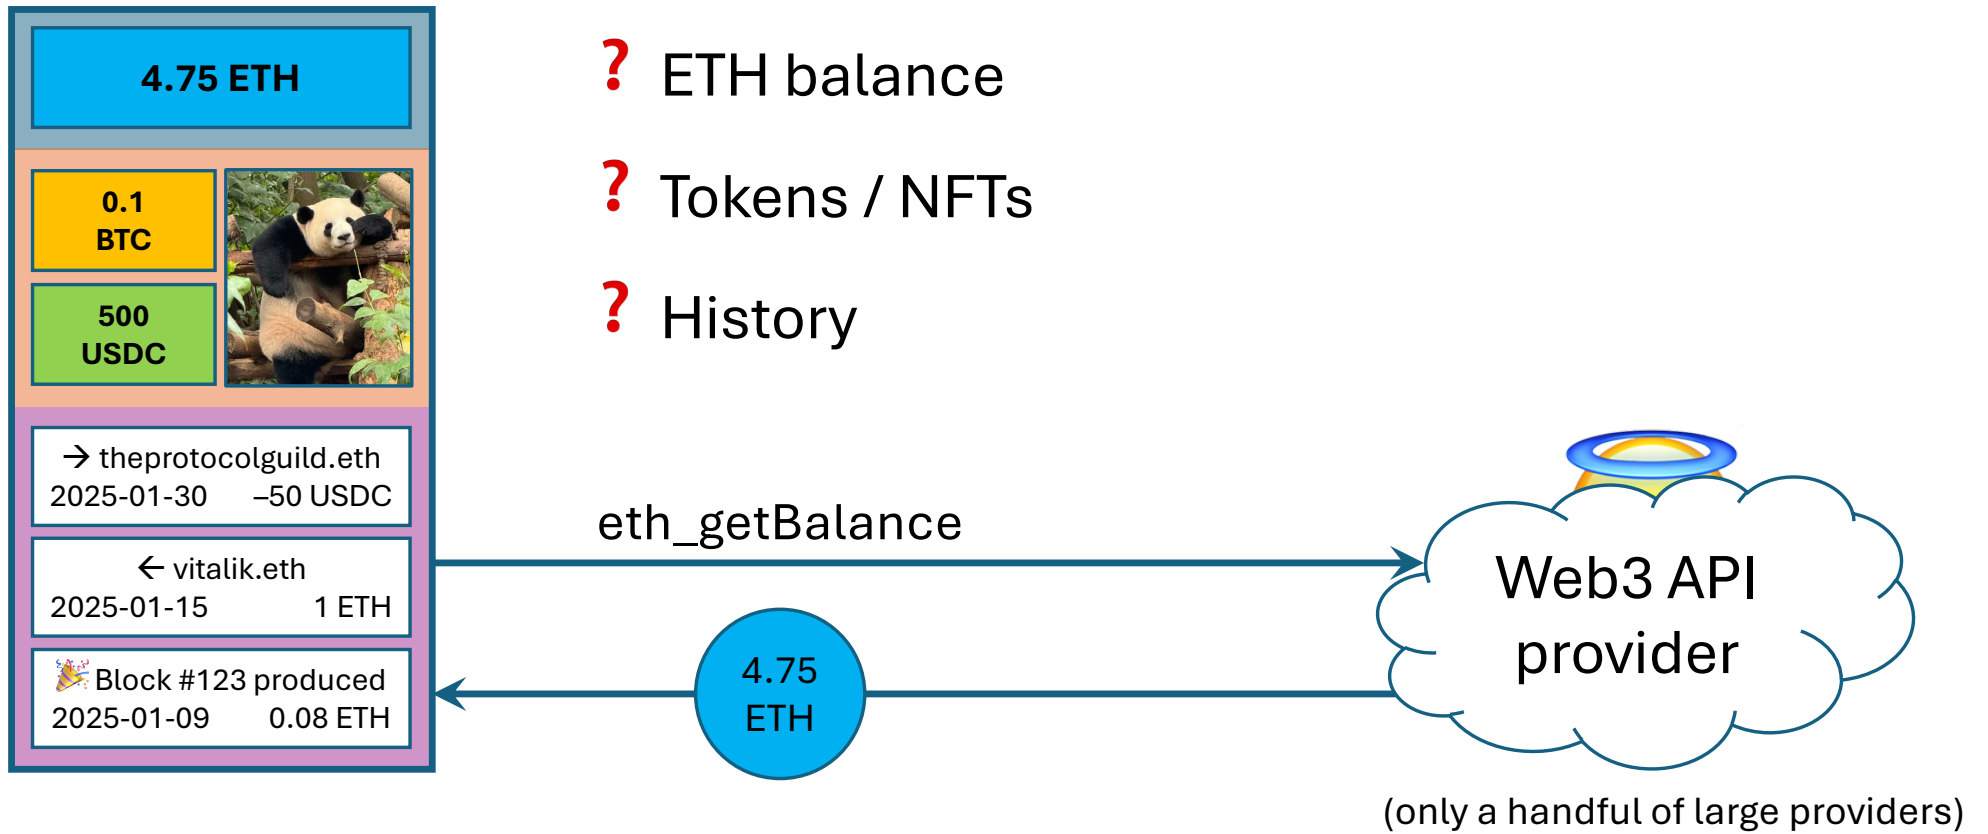 4.75 ETH
0.1
BTC
500
USDC
→ theprotocolguild.eth
2025-01-30 –50 USDC
← vitalik.eth
2025-01-15 1 ETH
🎉 Block #123 produced
2025-01-09 0.08 ETH
? ETH balance
? Tokens / NFTs
? History
eth_getBalance
4.75
ETH
Web3 API
provider
(only a handful of large providers)